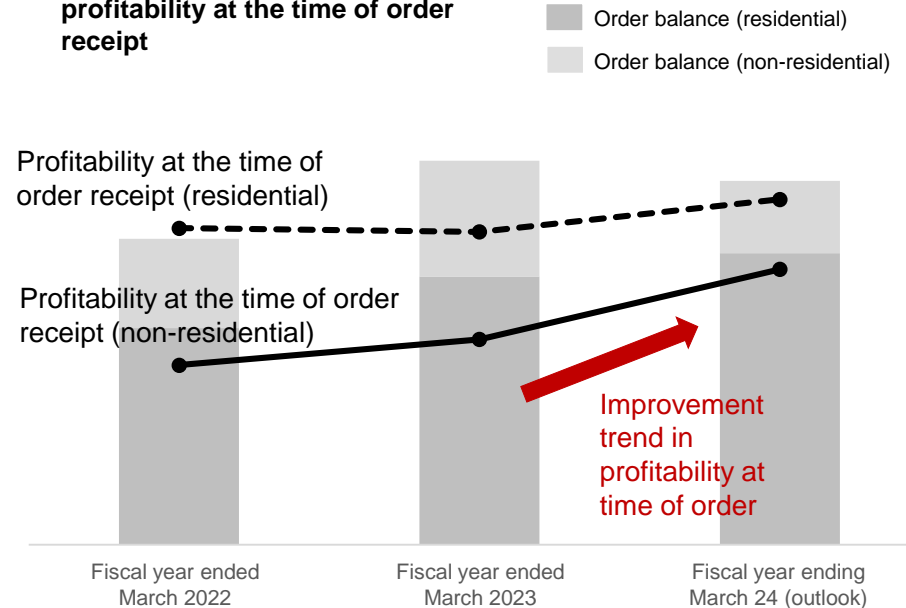 profitability at the time of order
receipt
Order balance (residential)
Order balance (non-residential)
Profitability at the time of
order receipt (residential)
Profitability at the time of order
receipt (non-residential)
Improvement
trend in
profitability at
time of order
Fiscal year ended
March 2022
Fiscal year ended
March 2023
Fiscal year ending
March 24 (outlook)